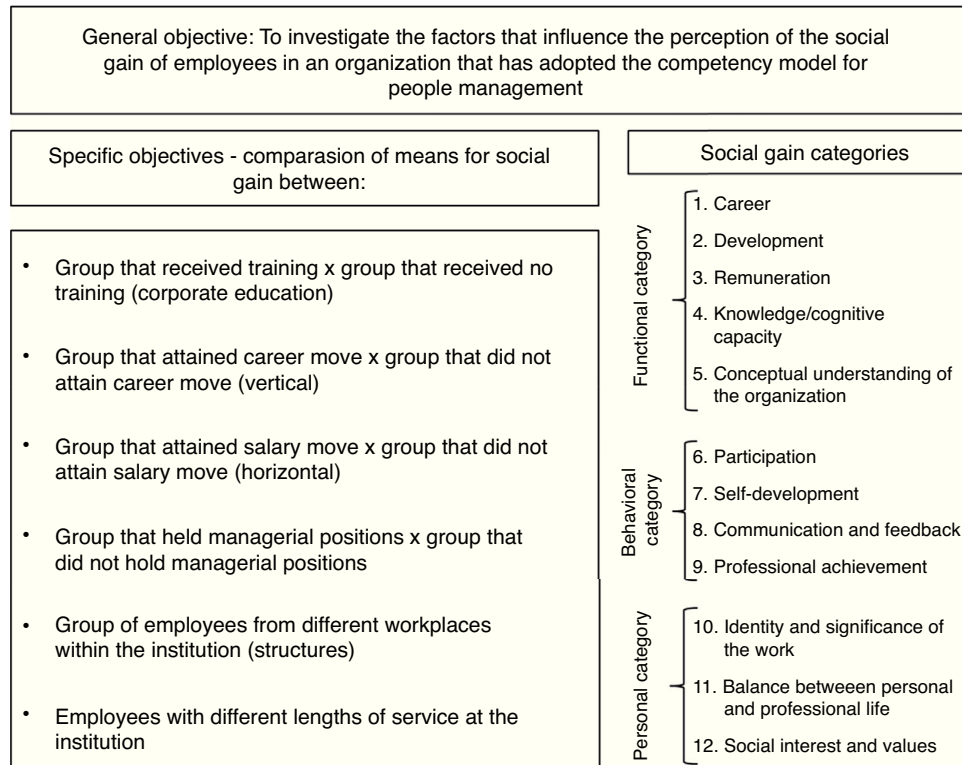 General objective: To investigate the factors that influence the perception of the social
gain of employees in an organization that has adopted the competency model for
people management
Specific objectives - comparasion of means for social
gain between:
• Group that received training x group that received no
training (corporate education)
• Group that attained career move x group that did not
attain career move (vertical)
• Group that attained salary move x group that did not
attain salary move (horizontal)
• Group that held managerial positions x group that
did not hold managerial positions
• Group of employees from different workplaces
within the institution (structures)
• Employees with different lengths of service at the
institution
Social gain categories
Functional category
1. Career
2. Development
3. Remuneration
4. Knowledge/cognitive
capacity
5. Conceptual understanding of
the organization
Behavioral
category
6. Participation
7. Self-development
8. Communication and feedback
9. Professional achievement
Personal category
10. Identity and significance of
the work
11. Balance betweeen personal
and professional life
12. Social interest and values